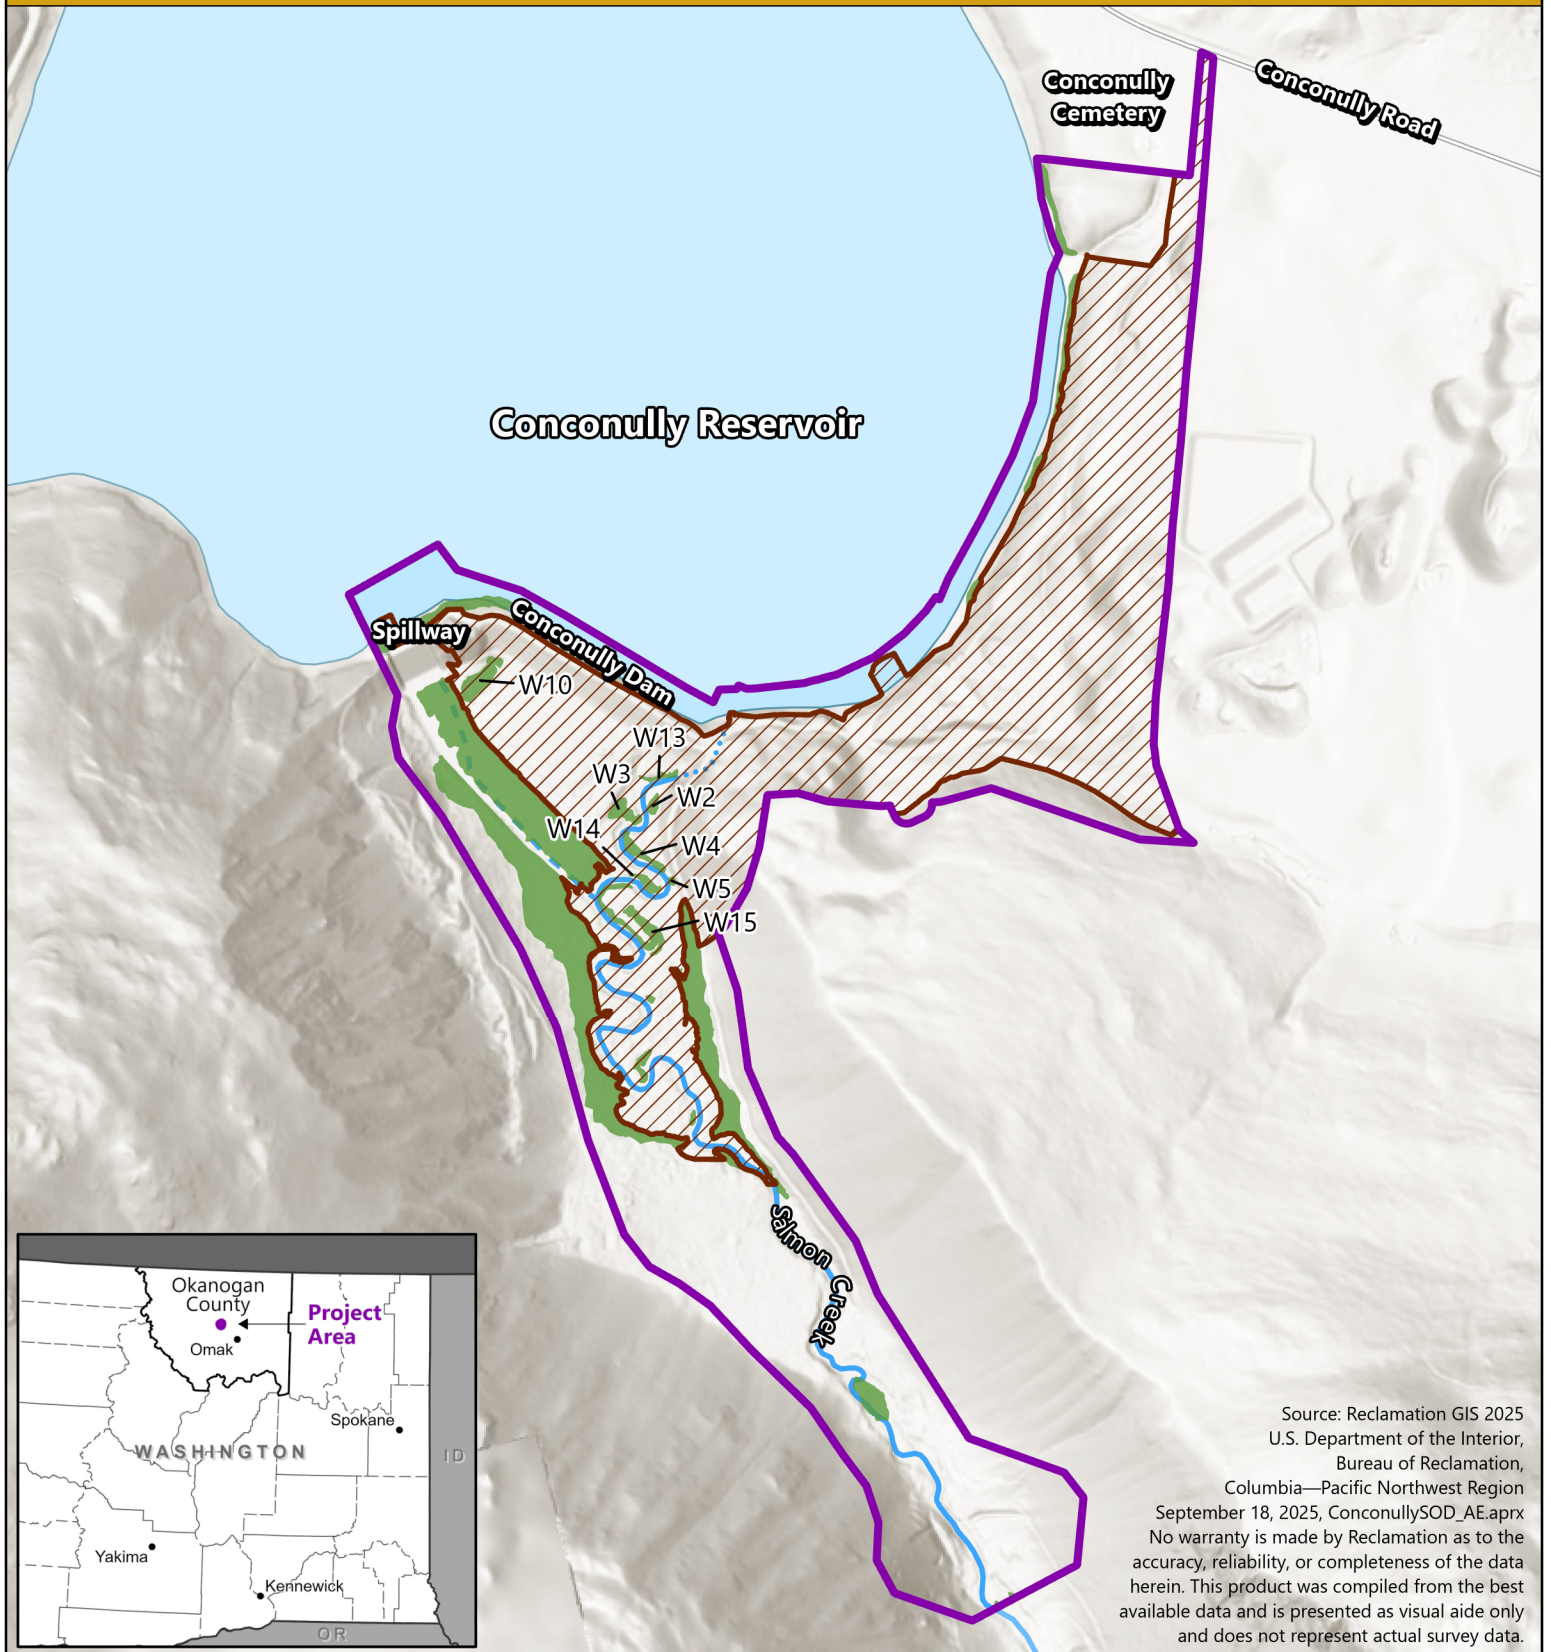 Conconully
Cemetery
Conconully Road
Conconully Reservoir
Spillway
Conconully Dam
W10
W13
W3
W2
W14
W4
W5
W15
Salmon
Creek
Okanogan
County
Project
Area
Omak
Spokane
WASHINGTON
ID
Yakima
Kennewick
OR
Source: Reclamation GIS 2025
U.S. Department of the Interior,
Bureau of Reclamation,
Columbia—Pacific Northwest Region
September 18, 2025, ConconullySOD_AE.aprx
No warranty is made by Reclamation as to the
accuracy, reliability, or completeness of the data
herein. This product was compiled from the best
available data and is presented as visual aide only
and does not represent actual survey data.